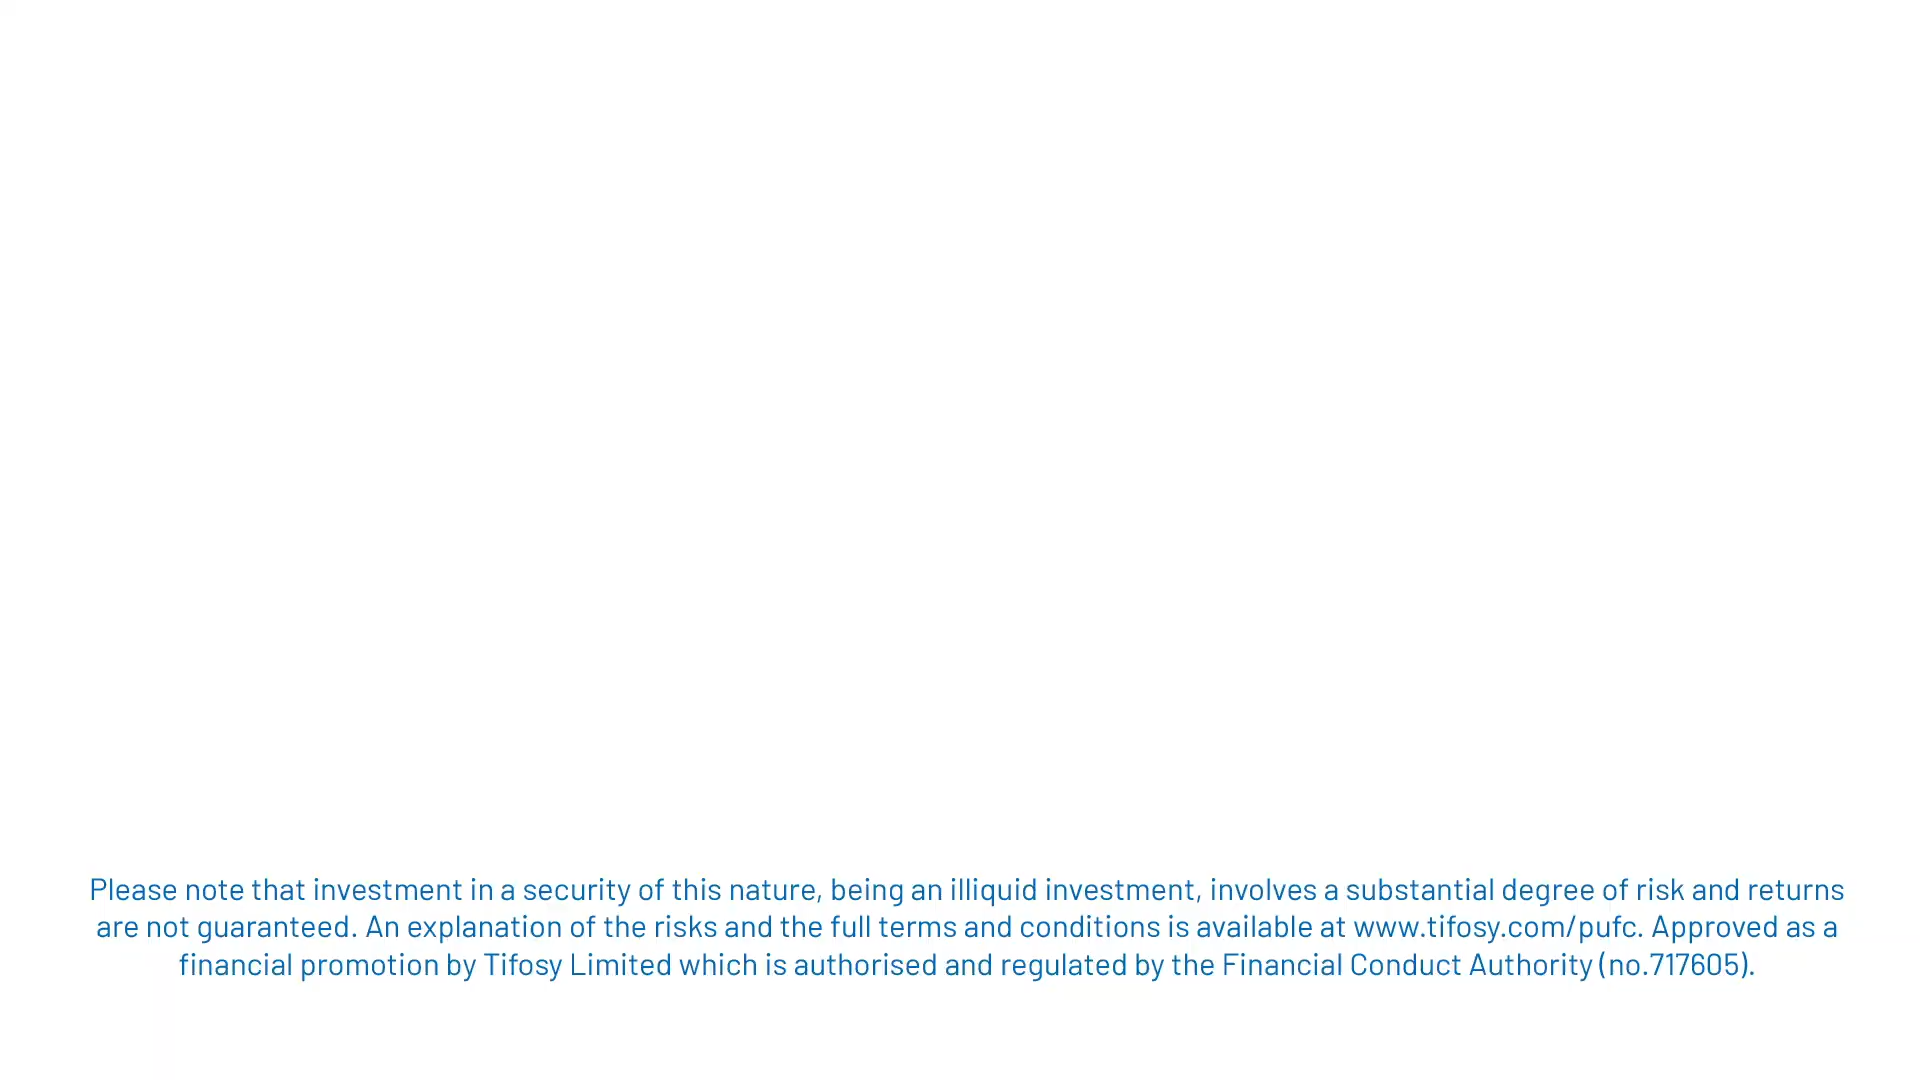 Please note that investment in a security of this nature, being an illiquid investment, involves a substantial degree of risk and returns
are not guaranteed. An explanation of the risks and the full terms and conditions is available at www.tifosy.com/pufc. Approved as a
financial promotion by Tifosy Limited which is authorised and regulated by the Financial Conduct Authority (no.717605).